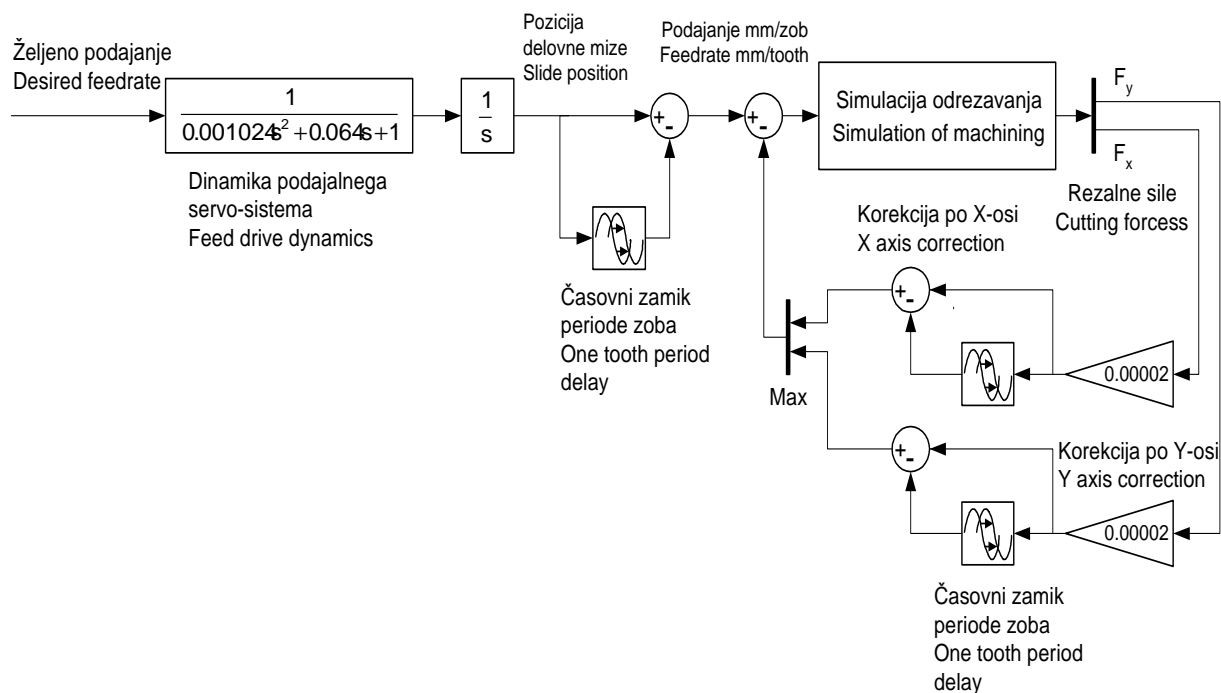 Željeno podajanje
Desired feedrate
1
0.001024s² +0.064s+1
Dinamika podajalnega
servo-sistema
Feed drive dynamics
1
s
Pozicija
delovne mize
Slide position
+
-
Časovni zamik
periode zoba
One tooth period
delay
Podajanje mm/zob
Feedrate mm/tooth
+
-
Simulacija odrezavanja
Simulation of machining
F_y
F_x
Rezalne sile
Cutting forcess
Korekcija po X-osi
X axis correction
+
-
0.00002
Max
Korekcija po Y-osi
Y axis correction
+
-
0.00002
Časovni zamik
periode zoba
One tooth period
delay